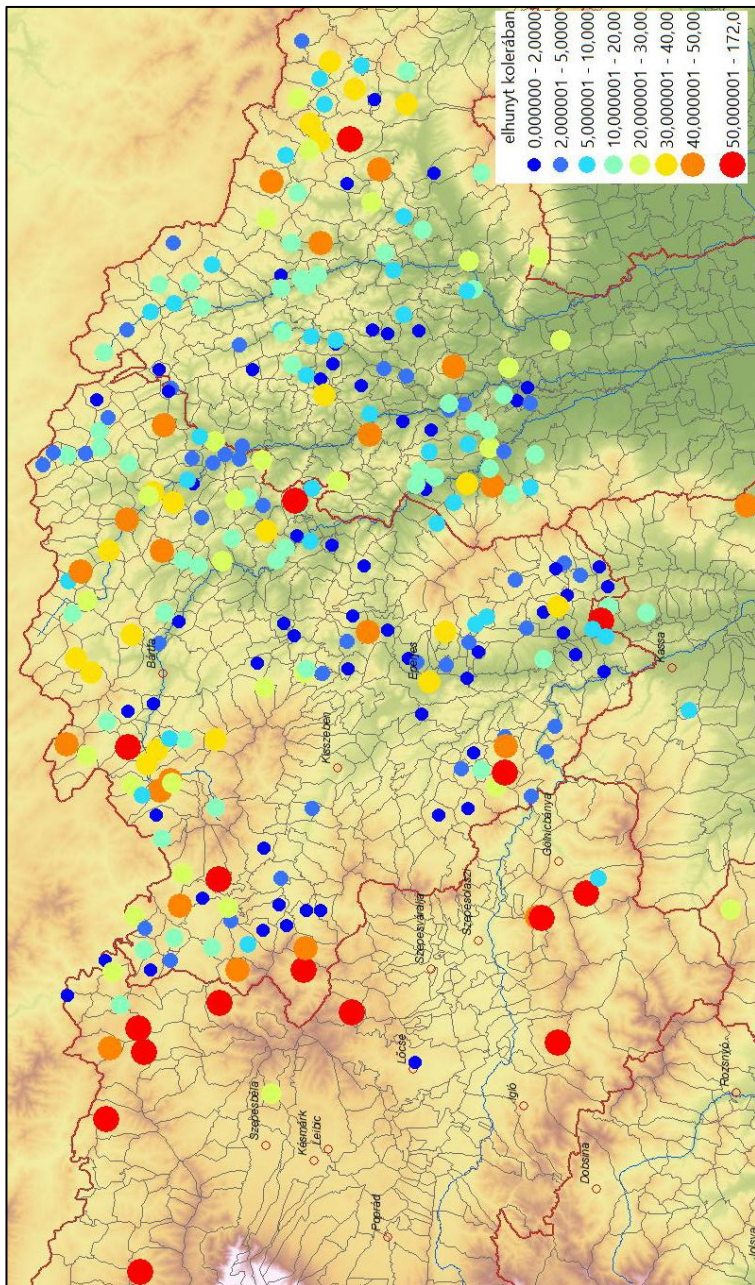 elhunyt kolerában
0,000000 - 2,0000
2,000001 - 5,0000
5,000001 - 10,000
10,000001 - 20,00
20,000001 - 30,00
30,000001 - 40,00
40,000001 - 50,00
50,000001 - 172,0
Bártfa
Kisszeben
Eperjes
Kassa
Gölnicbánya
Szepesváralja
Szepesolaszi
Lőcse
Szepesbéla
Késmárk
Leibic
Poprád
Igló
Dobsina
Rozsnyó